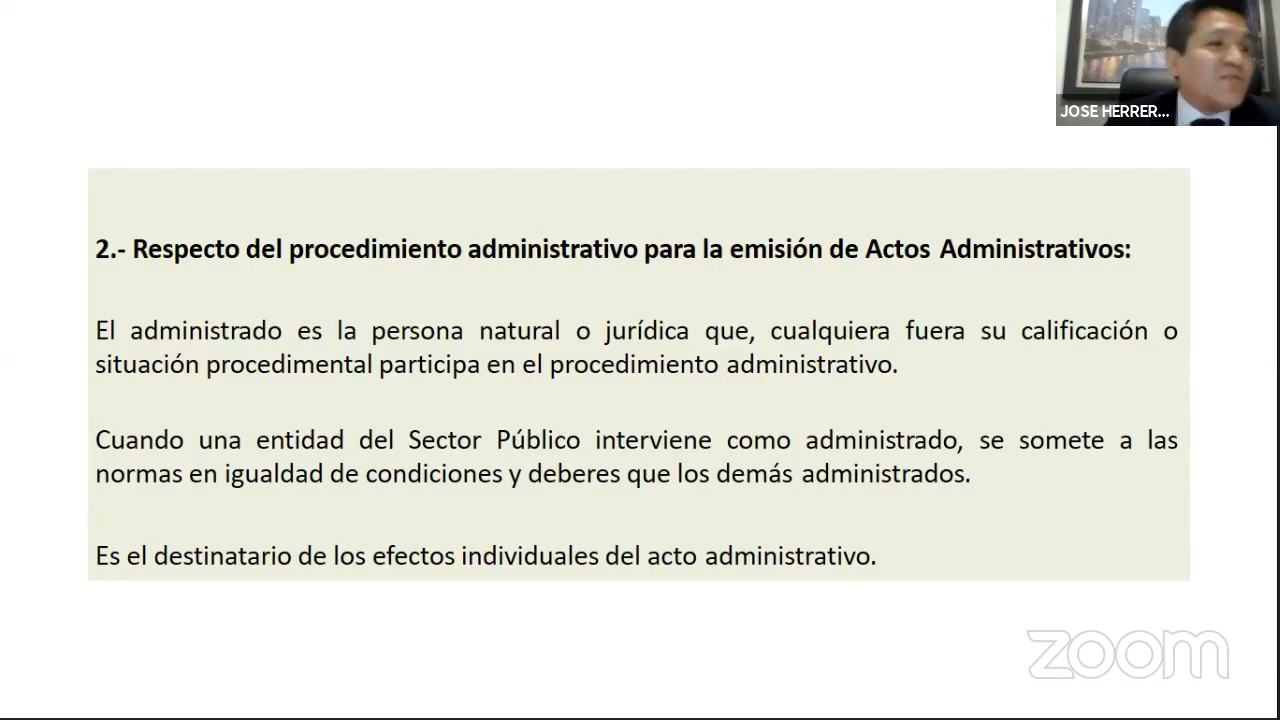 JOSE HERRER...
2.- Respecto del procedimiento administrativo para la emisión de Actos Administrativos:
El administrado es la persona natural o jurídica que, cualquiera fuera su calificación o
situación procedimental participa en el procedimiento administrativo.
Cuando una entidad del Sector Público interviene como administrado, se somete a las
normas en igualdad de condiciones y deberes que los demás administrados.
Es el destinatario de los efectos individuales del acto administrativo.
zoom